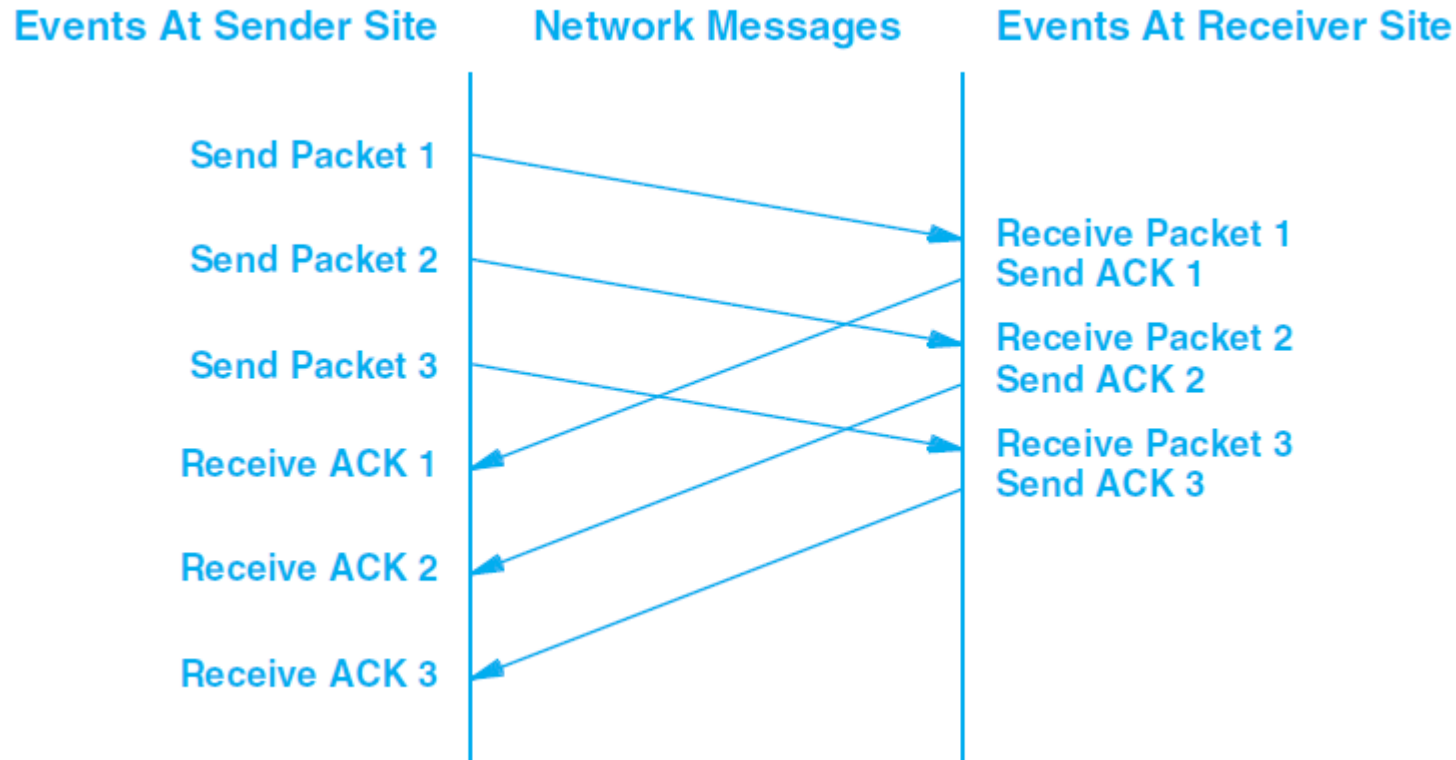 Events At Sender Site
Network Messages
Events At Receiver Site
Send Packet 1
Receive Packet 1
Send Packet 2
Send ACK 1
Receive Packet 2
Send Packet 3
Send ACK 2
Receive Packet 3
Receive ACK 1
Send ACK 3
Receive ACK 2
Receive ACK 3